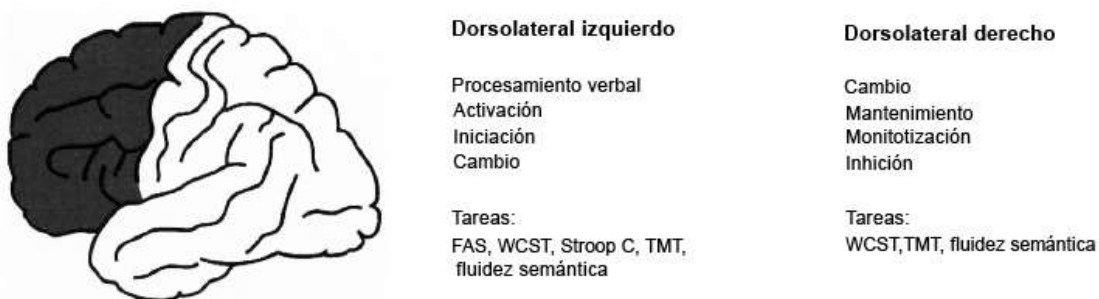 Dorsolateral izquierdo
Procesamiento verbal
Activación
Iniciación
Cambio
Tareas:
FAS, WCST, Stroop C, TMT,
fluidez semántica
Dorsolateral derecho
Cambio
Mantenimiento
Monitotización
Inhición
Tareas:
WCST,TMT, fluidez semántica